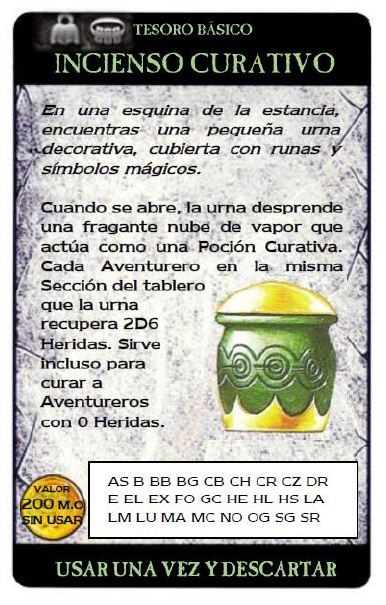 TESORO BÁSICO
INCIENSO CURATIVO
En una esquina de la estancia,
encuentras una pequeña urna
decorativa, cubierta con runas y
símbolos mágicos.
Cuando se abre, la urna desprende
una fragante nube de vapor que
actúa como una Poción Curativa.
Cada Aventurero en la misma
Sección del tablero
que la urna
recupera 2D6
Heridas. Sirve
incluso para
curar a
Aventureros
con 0 Heridas.
VALOR
200 M.O
SIN USAR
AS B BB BG CB CH CR CZ DR
E EL EX FO GC HE HL HS LA
LM LU MA MC NO OG SG SR
USAR UNA VEZ Y DESCARTAR